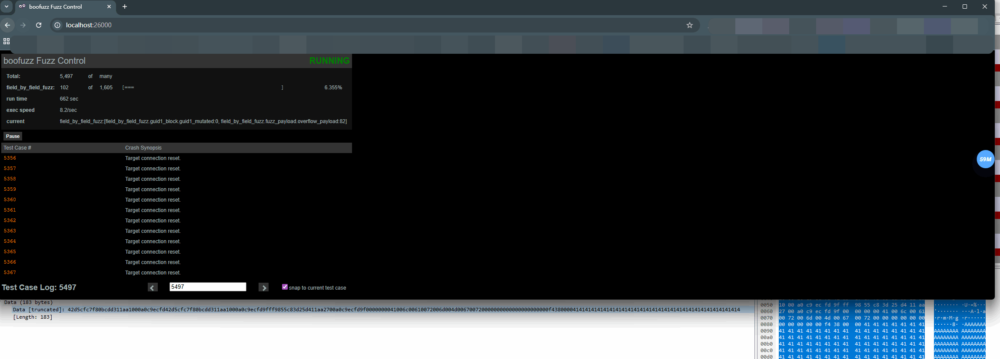 boofuzz Fuzz Control
localhost:26000
boofuzz Fuzz Control RUNNING
Total: 5,497 of many
field_by_field_fuzz: 102 of 1,605 [=== ] 6.355%
run time 662 sec
exec speed 8.2/sec
current field_by_field_fuzz:[field_by_field_fuzz.guid1_block.guid1_mutated:0, field_by_field_fuzz.fuzz_payload.overflow_payload:82]
Pause
Test Case # Crash Synopsis
5356 Target connection reset.
5357 Target connection reset.
5358 Target connection reset.
5359 Target connection reset.
5360 Target connection reset.
5361 Target connection reset.
5362 Target connection reset.
5363 Target connection reset.
5364 Target connection reset.
5365 Target connection reset.
5366 Target connection reset.
5367 Target connection reset.
59M
Test Case Log: 5497 5497 snap to current test case
Data (183 bytes)
Data [truncated]: 
[Length: 183]
0050 10 00 a0 c9 ec fd 9f ff 98 55 c8 3d 25 d4 11 aa ········ ·U·=%···
0060 27 00 a0 c9 ec fd 9f 00 00 00 00 41 00 6c 00 61 '······· ···A·l·a
0070 00 72 00 6d 00 4d 00 67 00 72 00 00 00 00 00 00 ·r·m·M·g ·r······
0080 00 00 00 00 00 f4 38 00 00 41 41 41 41 41 41 41 ······8· ·AAAAAAA
0090 41 41 41 41 41 41 41 41 41 41 41 41 41 41 41 41 AAAAAAAA AAAAAAAA
00a0 41 41 41 41 41 41 41 41 41 41 41 41 41 41 41 41 AAAAAAAA AAAAAAAA
00b0 41 41 41 41 41 41 41 41 41 41 41 41 41 41 41 41 AAAAAAAA AAAAAAAA
00c0 41 41 41 41 41 41 41 41 41 41 41 41 41 41 41 41 AAAAAAAA AAAAAAAA
00d0 41 41 41 41 41 41 41 41 41 41 41 41 41 41 41 41 AAAAAAAA AAAAAAAA